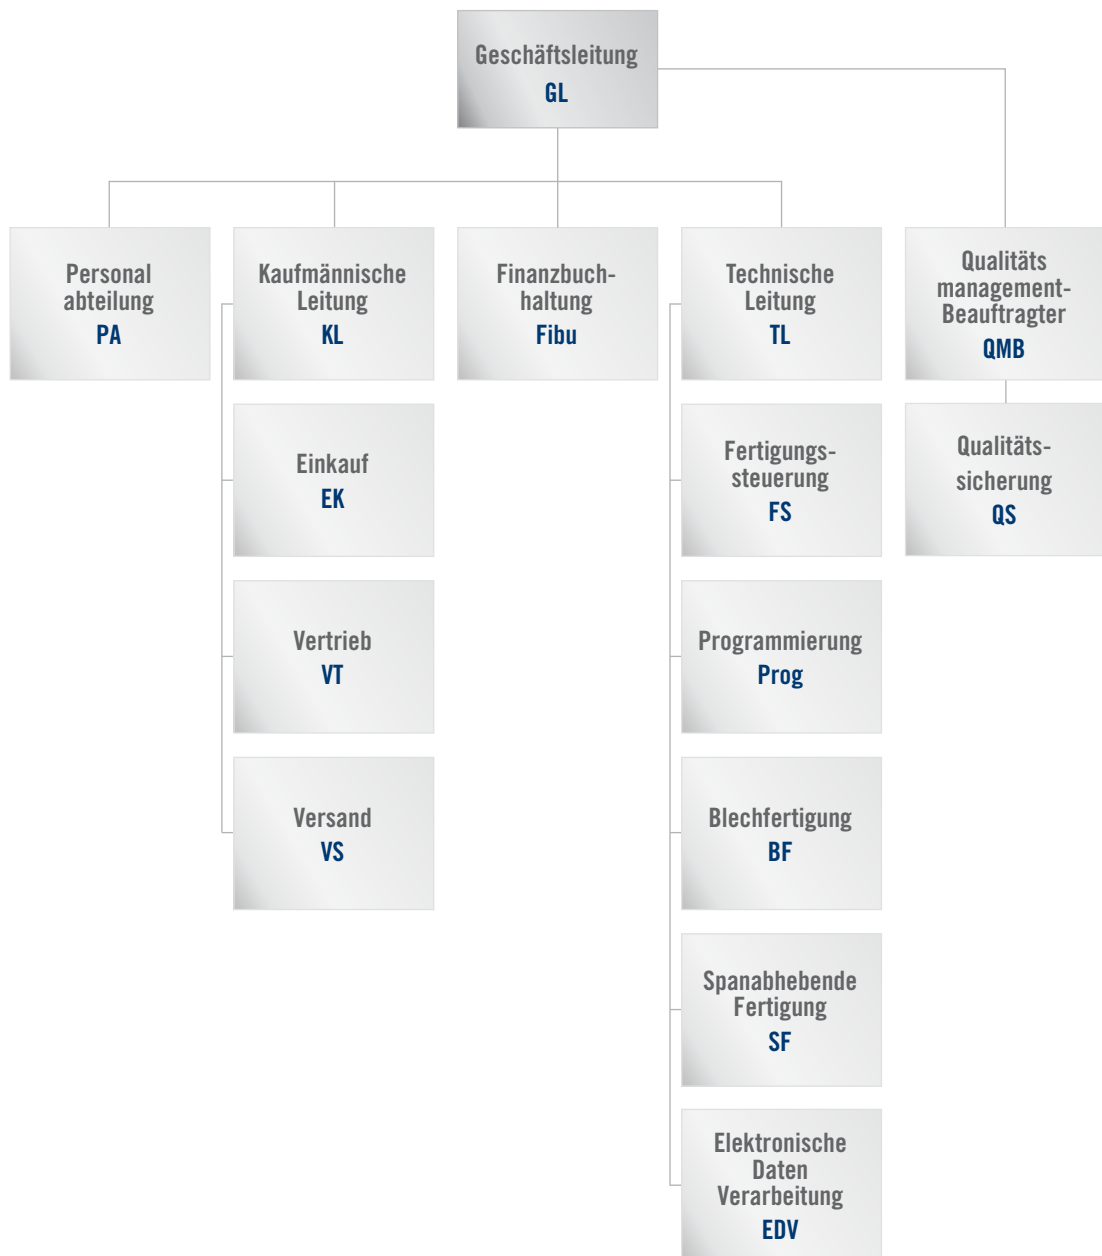 Geschäftsleitung
GL
Personal
abteilung
PA
Kaufmännische
Leitung
KL
Finanzbuch-
haltung
Fibu
Technische
Leitung
TL
Qualitäts
management-
Beauftragter
QMB
Einkauf
EK
Fertigungs-
steuerung
FS
Qualitäts-
sicherung
QS
Vertrieb
VT
Programmierung
Prog
Versand
VS
Blechfertigung
BF
Spanabhebende
Fertigung
SF
Elektronische
Daten
Verarbeitung
EDV